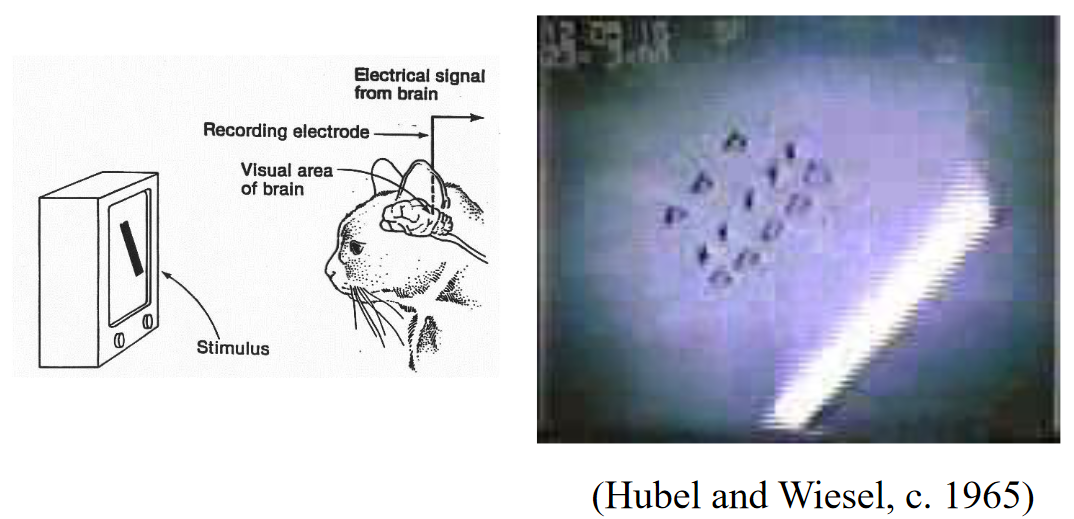 Electrical signal
from brain
Recording electrode
Visual area
of brain
Stimulus
(Hubel and Wiesel, c. 1965)